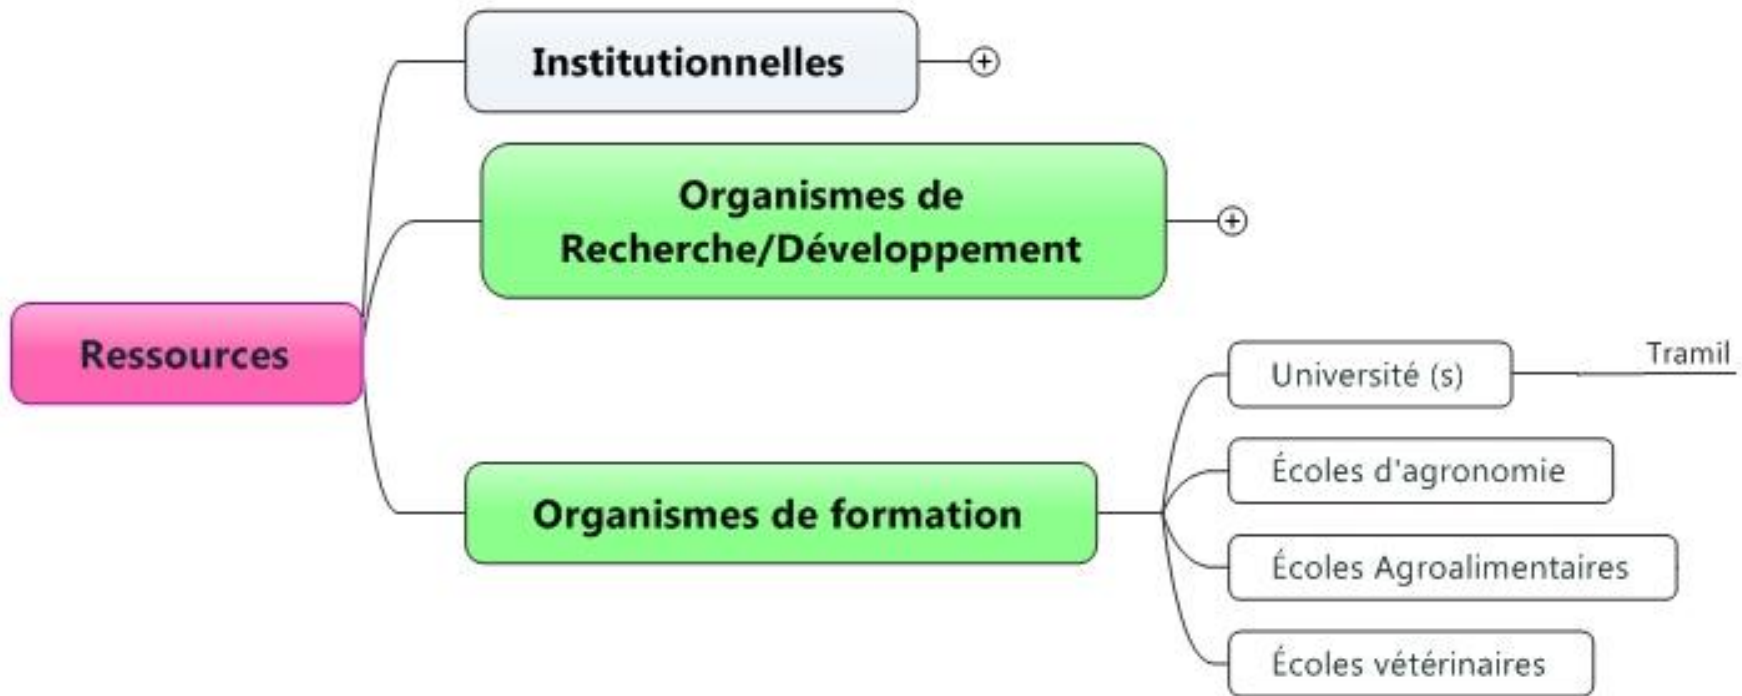 Institutionnelles
Organismes de
Recherche/Développement
Ressources
Organismes de formation
Université (s)
Tramil
Écoles d'agronomie
Écoles Agroalimentaires
Écoles vétérinaires